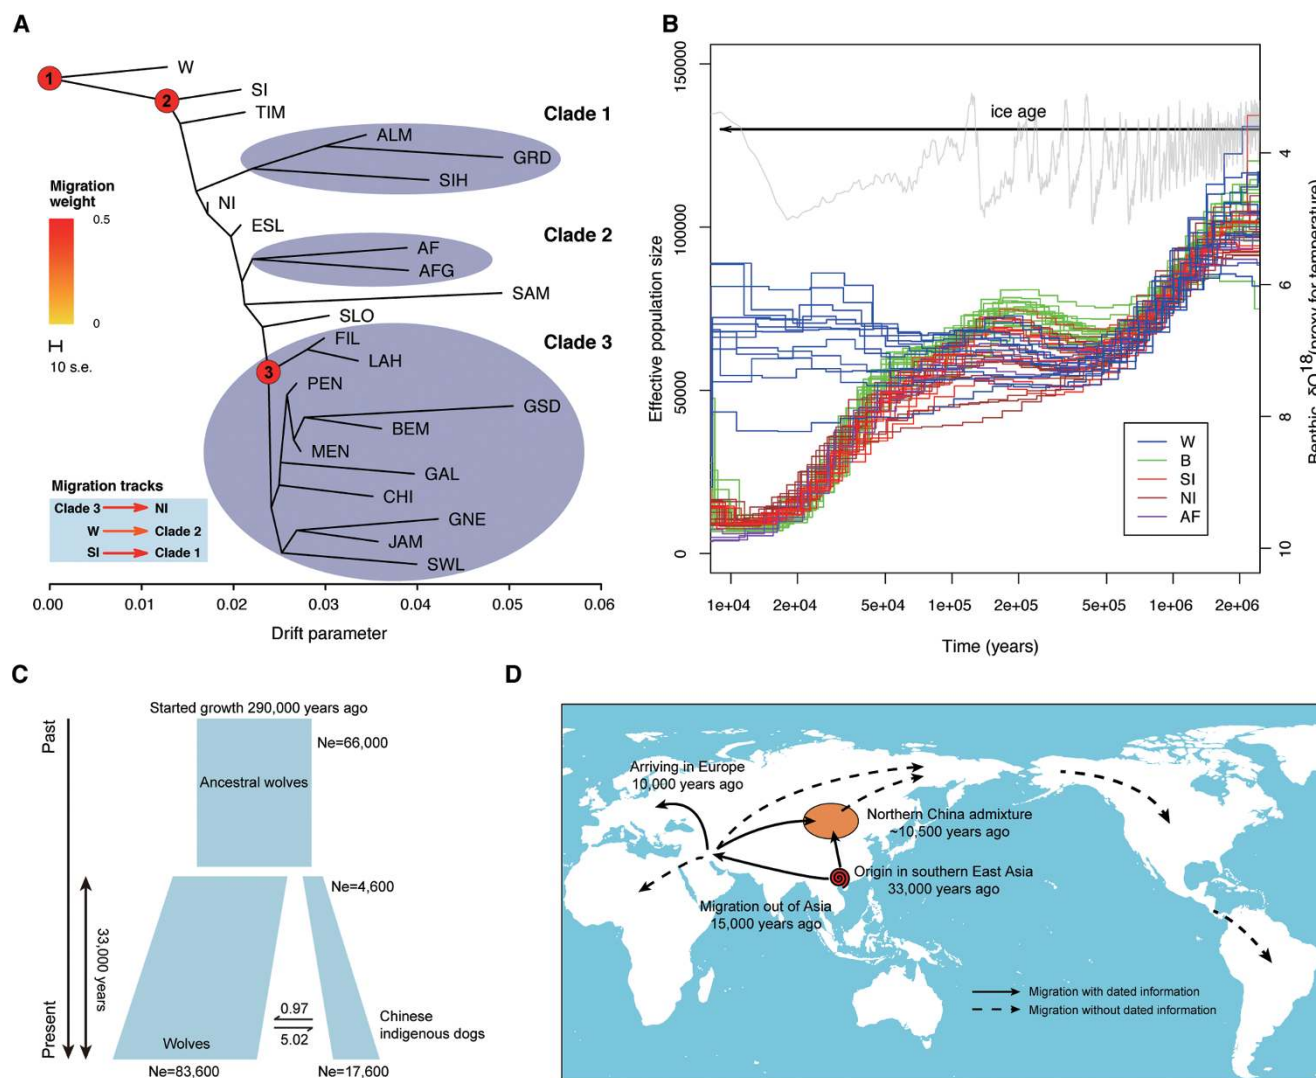 A
1
W
2
SI
TIM
Clade 1
ALM
GRD
SIH
Migration
weight
0.5
0
10 s.e.
NI
ESL
Clade 2
AF
AFG
SAM
SLO
Clade 3
FIL
LAH
3
PEN
GSD
BEM
MEN
GAL
CHI
GNE
JAM
SWL
Migration tracks
Clade 3 NI
W Clade 2
SI Clade 1
0.00 0.01 0.02 0.03 0.04 0.05 0.06
Drift parameter
B
150000
100000
50000
0
Effective population size
ice age
4
6
8
10
Benthic δO18 (proxy for temperature)
W
B
SI
NI
AF
1e+04 2e+04 5e+04 1e+05 2e+05 5e+05 1e+06 2e+06
Time (years)
C
Past
Present
33,000 years
Started growth 290,000 years ago
Ne=66,000
Ancestral wolves
Ne=4,600
0.97
5.02
Chinese
indigenous dogs
Wolves
Ne=83,600
Ne=17,600
D
Arriving in Europe
10,000 years ago
Northern China admixture
~10,500 years ago
Origin in southern East Asia
33,000 years ago
Migration out of Asia
15,000 years ago
Migration with dated information
Migration without dated information